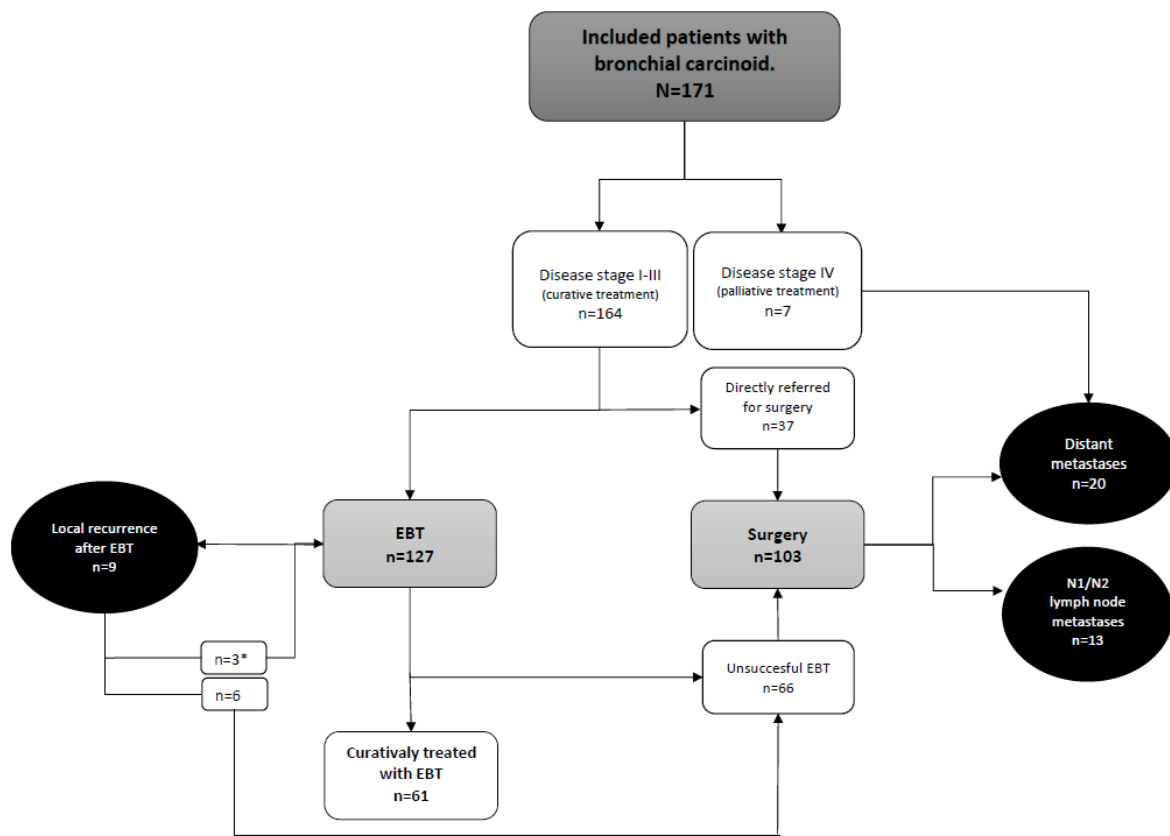 Included patients with
bronchial carcinoid.
N=171
Disease stage I-III
(curative treatment)
n=164
Disease stage IV
(palliative treatment)
n=7
Directly referred
for surgery
n=37
Distant
metastases
n=20
Local recurrence
after EBT
n=9
EBT
n=127
Surgery
n=103
N1/N2
lymph node
metastases
n=13
n=3*
n=6
Unsuccesful EBT
n=66
Curativaly treated
with EBT
n=61